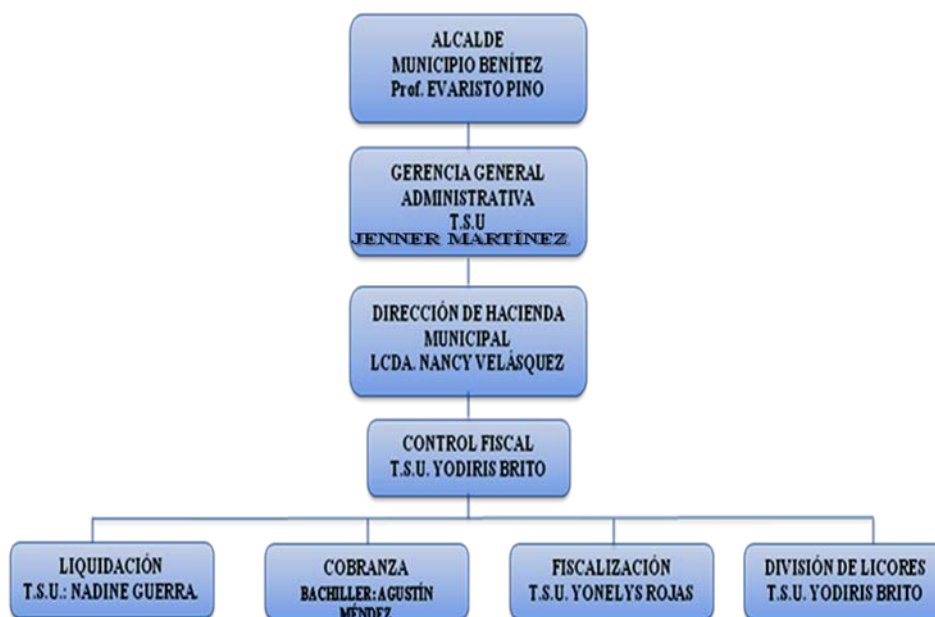 ALCALDE
MUNICIPIO BENÍTEZ
Prof. EVARISTO PINO
GERENCIA GENERAL
ADMINISTRATIVA
T.S.U
JENNER MARTÍNEZ
DIRECCIÓN DE HACIENDA
MUNICIPAL
LCDA. NANCY VELÁSQUEZ
CONTROL FISCAL
T.S.U. YODIRIS BRITO
LIQUIDACIÓN
T.S.U.: NADINE GUERRA.
COBRANZA
BACHILLER: AGUSTÍN
MÉNDEZ
FISCALIZACIÓN
T.S.U. YONELYS ROJAS
DIVISIÓN DE LICORES
T.S.U. YODIRIS BRITO